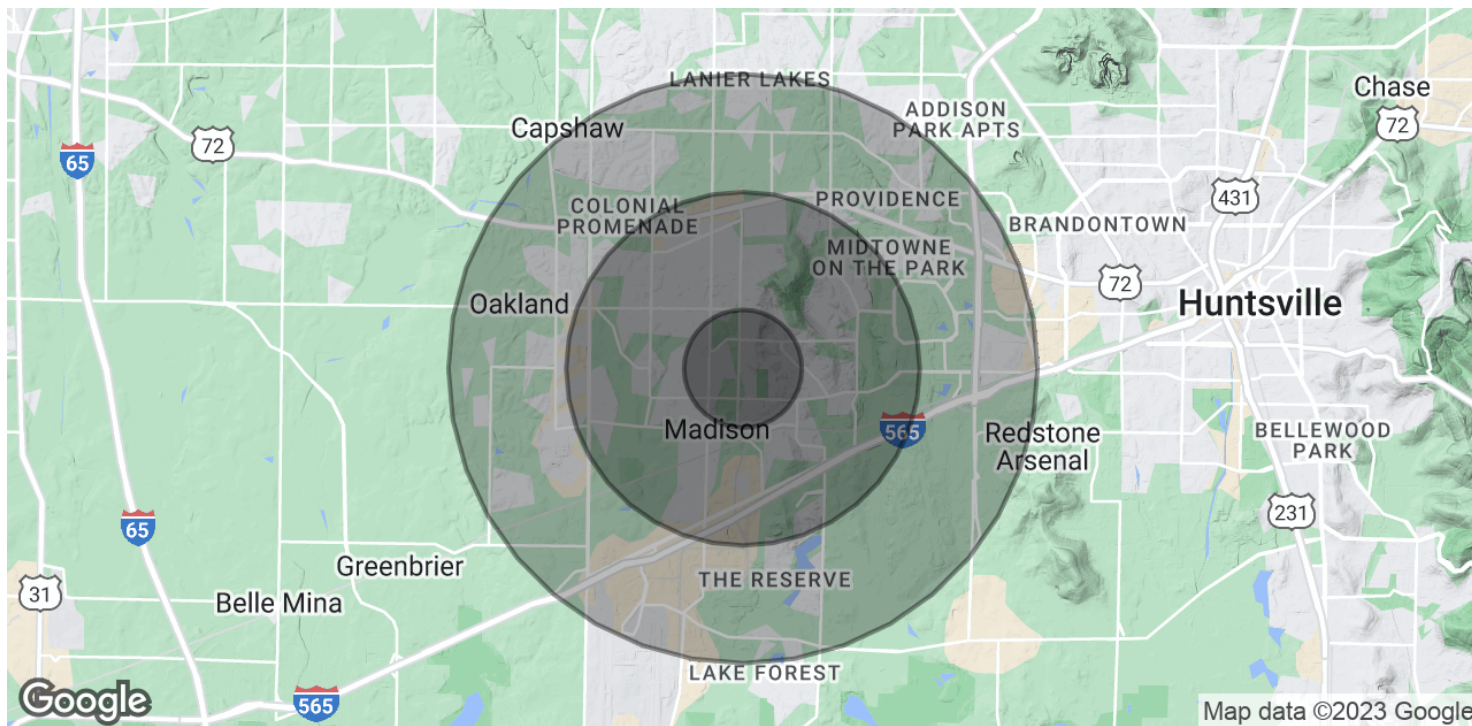 LANIER LAKES
Chase
ADDISON
PARK APTS
Capshaw
72
72
65
431
PROVIDENCE
COLONIAL
PROMENADE
BRANDONTOWN
MIDTOWNE
ON THE PARK
72
Oakland
Huntsville
Madison
565
Redstone
Arsenal
BELLEWOOD
PARK
231
65
Greenbrier
THE RESERVE
31
Belle Mina
LAKE FOREST
Google
565
Map data ©2023 Google